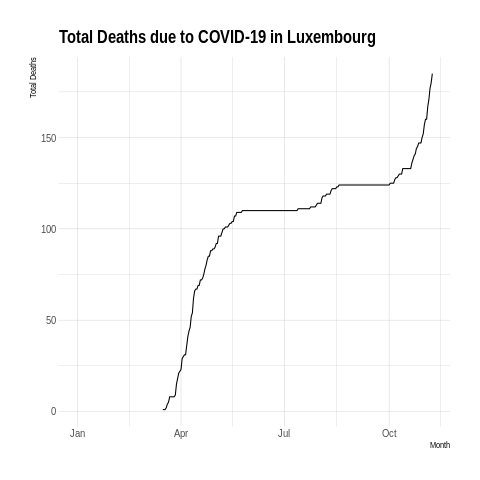 Total Deaths due to COVID-19 in Luxembourg
Total Deaths
150
100
50
0
Jan Apr Jul Oct
Month